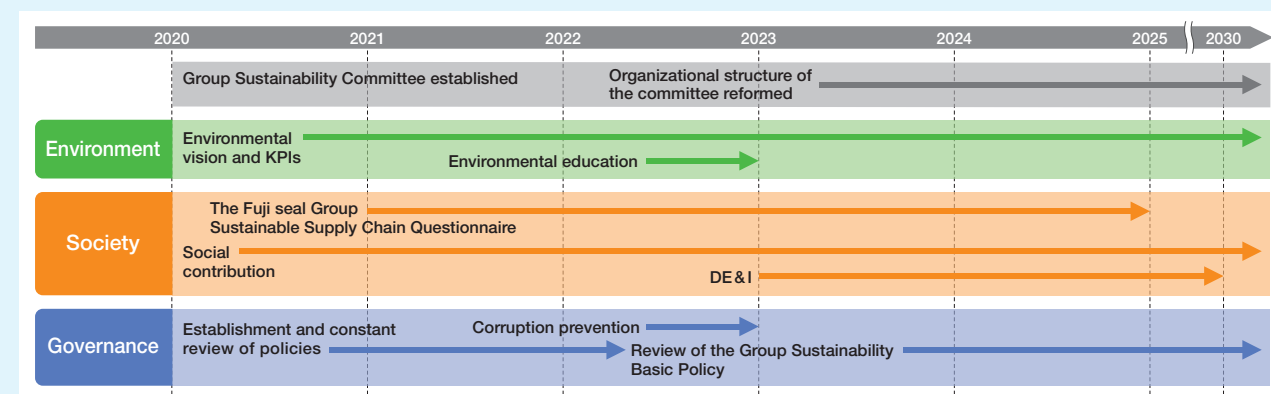 2020 2021 2022 2023 2024 2025 2030
Group Sustainability Committee established
Organizational structure of
the committee reformed
Environment
Environmental
vision and KPIs
Environmental education
Society
The Fuji seal Group
Sustainable Supply Chain Questionnaire
Social
contribution
DE&I
Governance
Establishment and constant
review of policies
Corruption prevention
Review of the Group Sustainability
Basic Policy